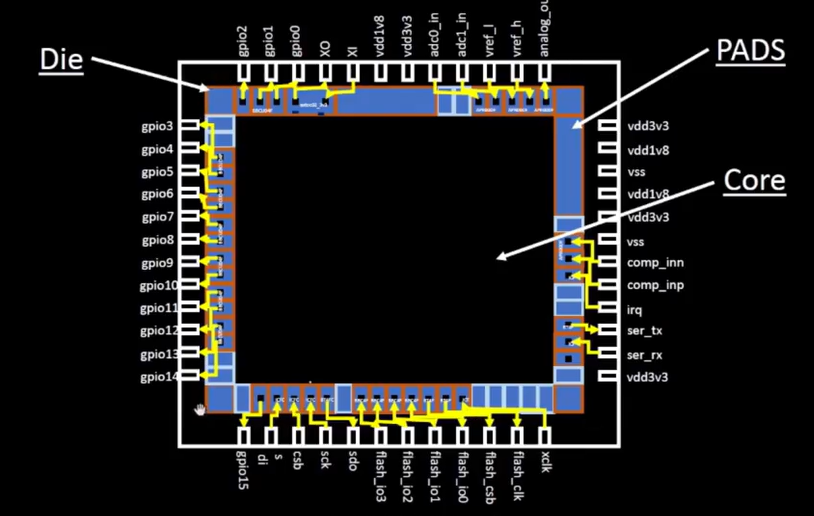 Die
PADS
Core
gpio2
gpio1
gpio0
XO
XI
vdd1v8
vdd3v3
adc0_in
adc1_in
vref_l
vref_h
analog_ou
gpio3
gpio4
gpio5
gpio6
gpio7
gpio8
gpio9
gpio10
gpio11
gpio12
gpio13
gpio14
vdd3v3
vdd1v8
vss
vdd1v8
vdd3v3
vss
comp_inn
comp_inp
irq
ser_tx
ser_rx
vdd3v3
gpio15
di
s
csb
sck
sdo
flash_io3
flash_io2
flash_io1
flash_io0
flash_csb
flash_clk
xclk